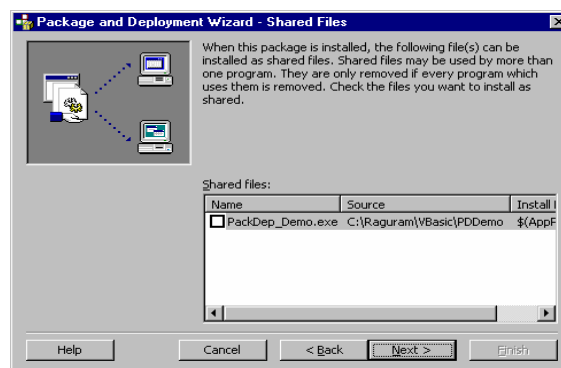 Package and Deployment Wizard - Shared Files
When this package is installed, the following file(s) can be
installed as shared files. Shared files may be used by more than
one program. They are only removed if every program which
uses them is removed. Check the files you want to install as
shared.
Shared files:
Name Source Install
PackDep_Demo.exe C:\Raguram\VBasic\PDDemo $(AppP
Help Cancel < Back Next > Finish